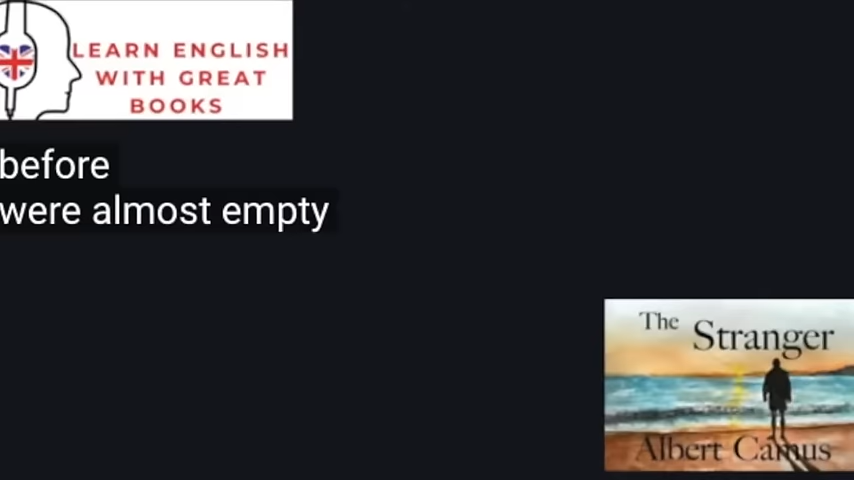 LEARN ENGLISH
WITH GREAT
BOOKS
before
were almost empty
The Stranger
Albert Camus